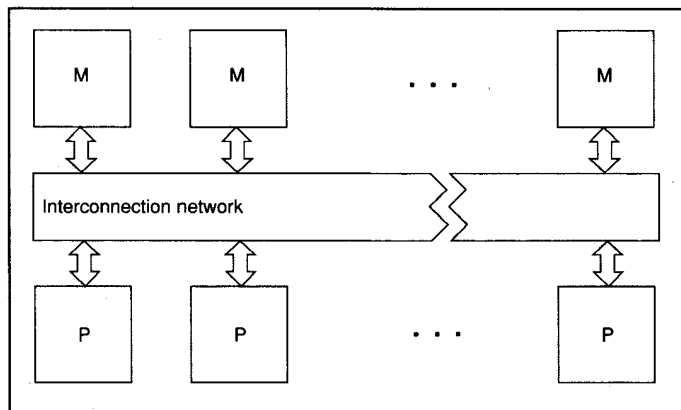 M M . . . M
Interconnection network
P P . . . P